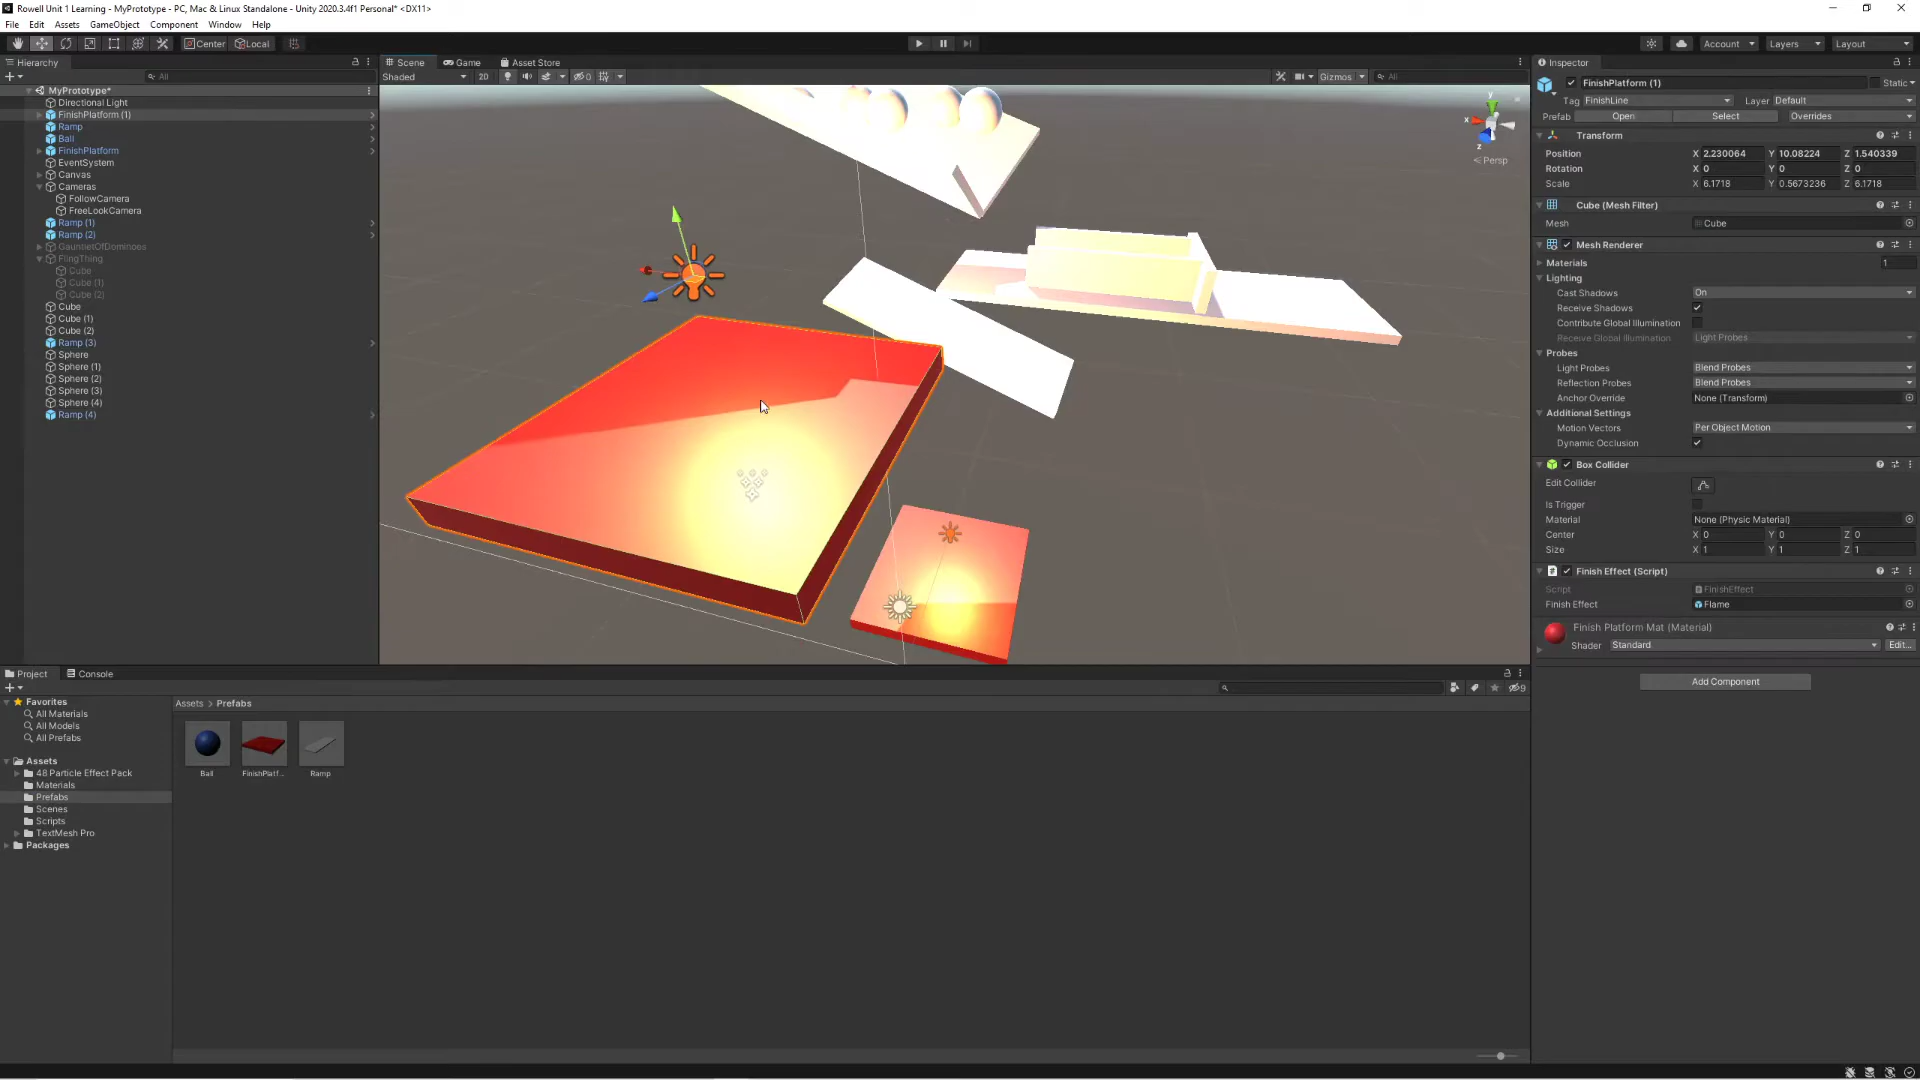 Rowell Unit 1 Learning - MyPrototype - PC, Mac & Linux Standalone - Unity 2020.3.4f1 Personal* <DX11>
File Edit Assets GameObject Component Window Help
Center Local Account Layers Layout
Hierarchy
All
MyPrototype*
Directional Light
FinishPlatform (1)
Ramp
Ball
FinishPlatform
EventSystem
Canvas
Cameras
FollowCamera
FreeLookCamera
Ramp (1)
Ramp (2)
GauntletOfDominoes
FlingThing
Cube
Cube (1)
Cube (2)
Cube
Cube (1)
Cube (2)
Ramp (3)
Sphere
Sphere (1)
Sphere (2)
Sphere (3)
Sphere (4)
Ramp (4)
Scene Game Asset Store
Shaded 2D 0 Gizmos All
y
x
z
Persp
Inspector
FinishPlatform (1) Static
Tag FinishLine Layer Default
Prefab Open Select Overrides
Transform
Position X 2.230064 Y 10.08224 Z 1.540339
Rotation X 0 Y 0 Z 0
Scale X 6.1718 Y 0.5673236 Z 6.1718
Cube (Mesh Filter)
Mesh Cube
Mesh Renderer
Materials 1
Lighting
Cast Shadows On
Receive Shadows
Contribute Global Illumination
Receive Global Illumination Light Probes
Probes
Light Probes Blend Probes
Reflection Probes Blend Probes
Anchor Override None (Transform)
Additional Settings
Motion Vectors Per Object Motion
Dynamic Occlusion
Box Collider
Edit Collider
Is Trigger
Material None (Physic Material)
Center X 0 Y 0 Z 0
Size X 1 Y 1 Z 1
Finish Effect (Script)
Script FinishEffect
Finish Effect Flame
Finish Platform Mat (Material)
Shader Standard Edit...
Add Component
Project Console
9
Favorites
All Materials
All Models
All Prefabs
Assets
48 Particle Effect Pack
Materials
Prefabs
Scenes
Scripts
TextMesh Pro
Packages
Assets > Prefabs
Ball FinishPlatf... Ramp